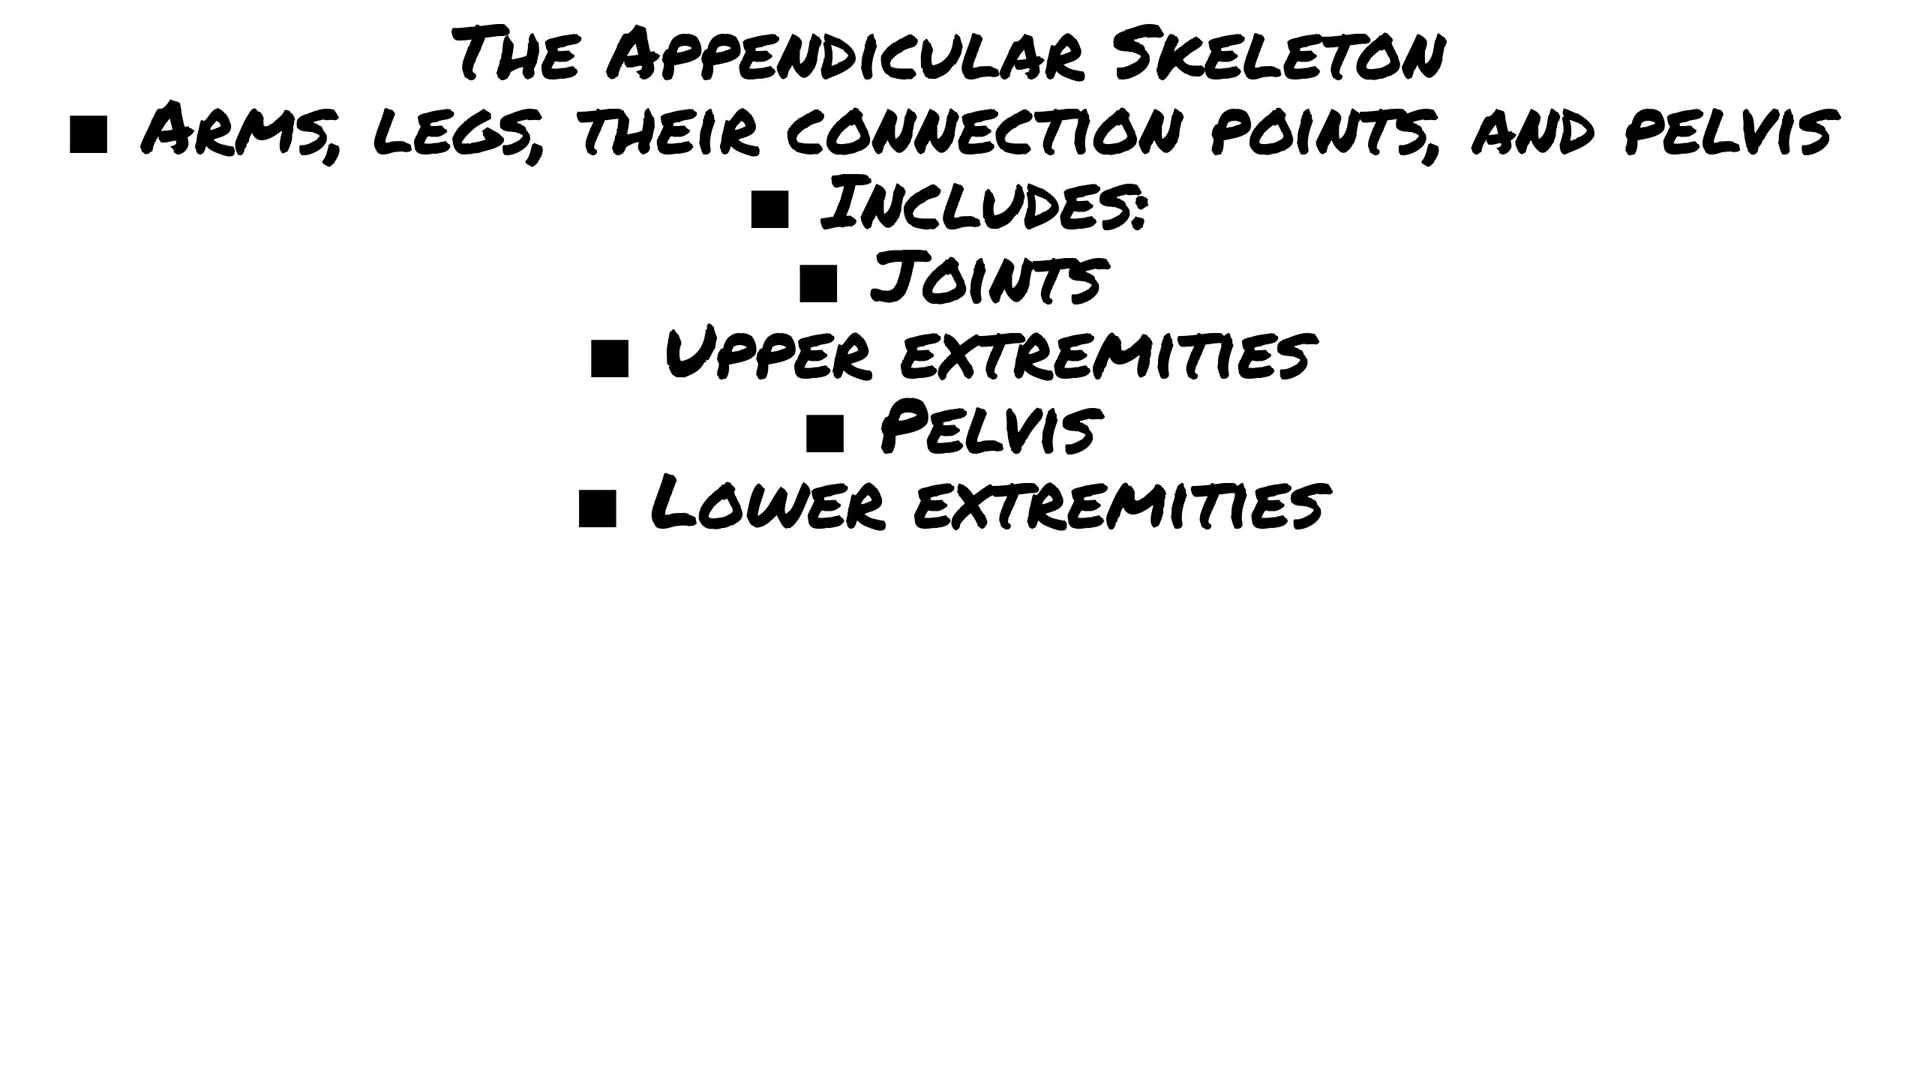 The Appendicular Skeleton
■ Arms, legs, their connection points, and pelvis
■ Includes:
■ Joints
■ Upper extremities
■ Pelvis
■ Lower extremities